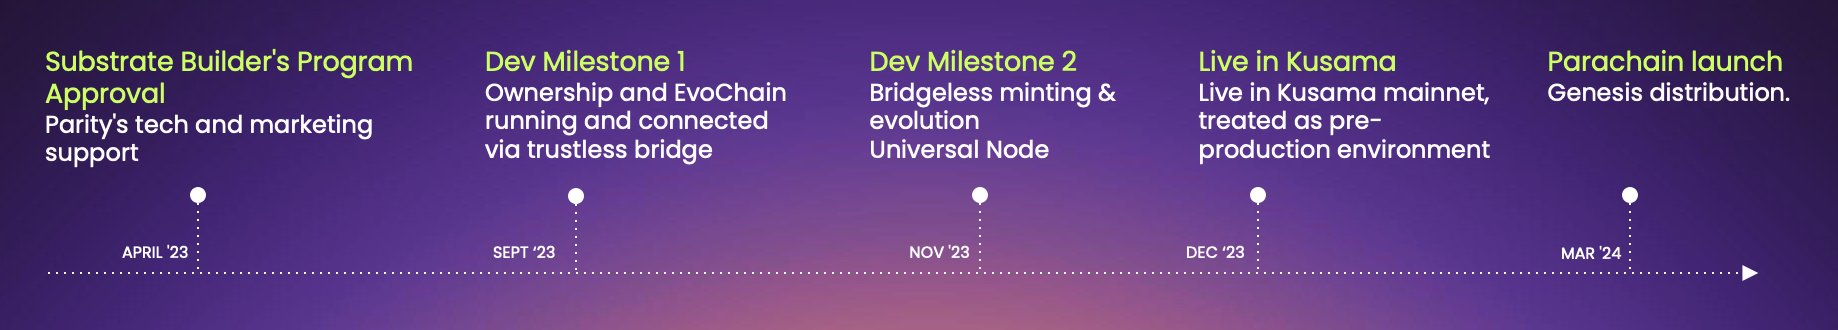 Substrate Builder's Program
Approval
Parity's tech and marketing
support
APRIL '23
Dev Milestone 1
Ownership and EvoChain
running and connected
via trustless bridge
SEPT ‘23
Dev Milestone 2
Bridgeless minting &
evolution
Universal Node
NOV '23
Live in Kusama
Live in Kusama mainnet,
treated as pre-
production environment
DEC ‘23
Parachain launch
Genesis distribution.
MAR '24